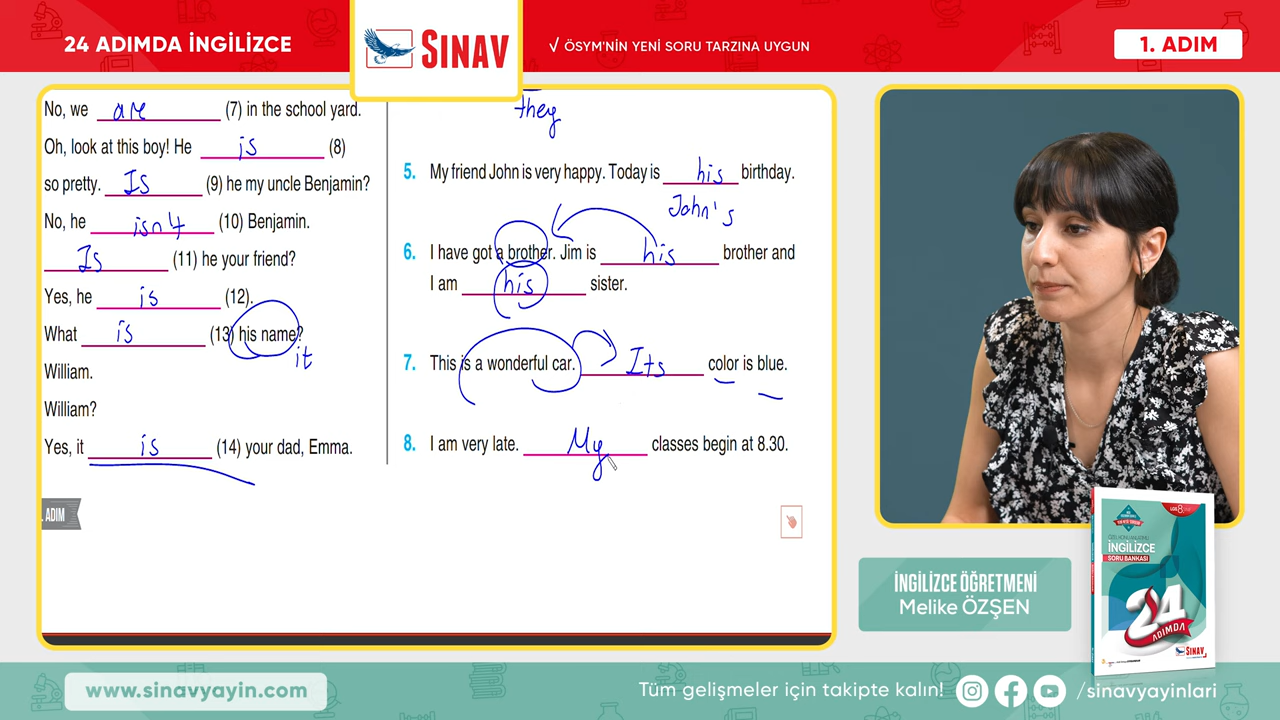 24 ADIMDA İNGİLİZCE
SINAV
√ ÖSYM'NİN YENİ SORU TARZINA UYGUN
1. ADIM
No, we are (7) in the school yard.
Oh, look at this boy! He is (8)
so pretty. Is (9) he my uncle Benjamin?
No, he isn't (10) Benjamin.
Is (11) he your friend?
Yes, he is (12).
What is (13) his name?
it
William.
William?
Yes, it is (14) your dad, Emma.
. ADIM
they
5. My friend John is very happy. Today is his birthday.
John's
6. I have got a brother. Jim is his brother and
I am his sister.
7. This is a wonderful car. Its color is blue.
8. I am very late. My classes begin at 8.30.
İNGİLİZCE
SORU BANKASI
24
ADIMDA
SINAV
İNGİLİZCE ÖĞRETMENİ
Melike ÖZŞEN
www.sinavyayin.com
Tüm gelişmeler için takipte kalın! /sinavyayinlari